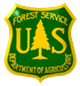 FOREST SERVICE
U S
DEPARTMENT OF AGRICULTURE